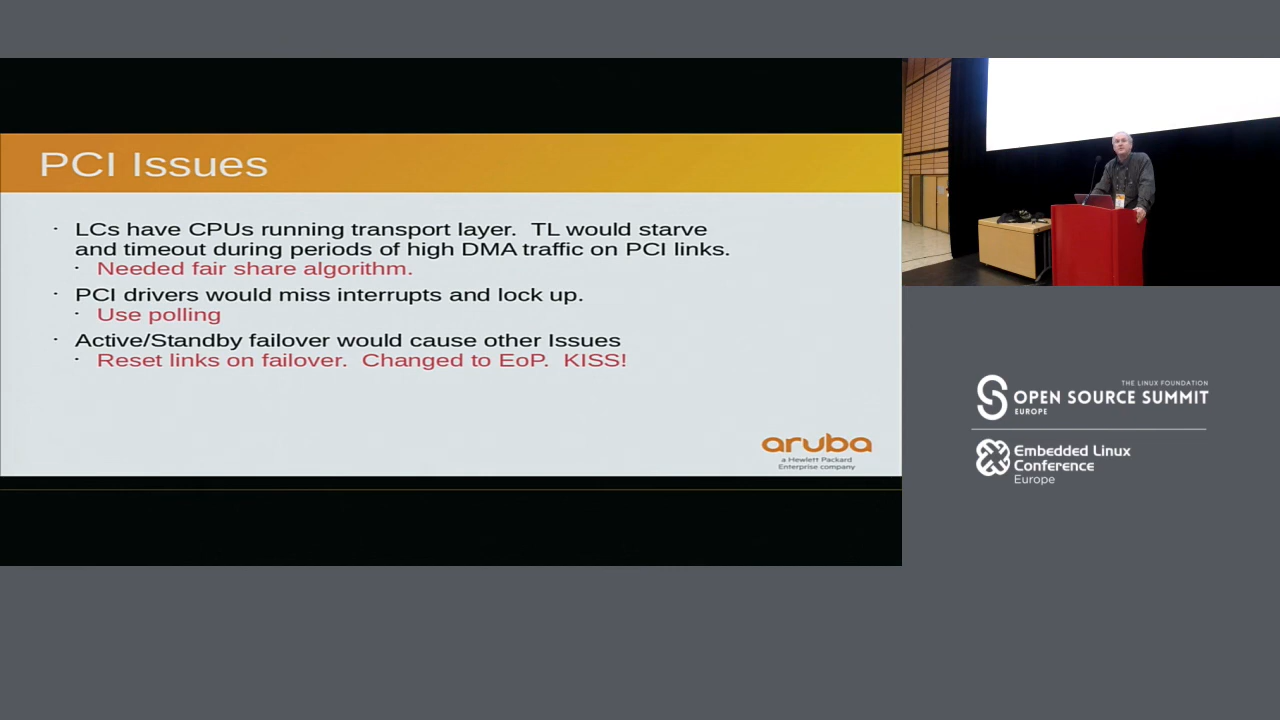 PCI Issues
· LCs have CPUs running transport layer.  TL would starve
and timeout during periods of high DMA traffic on PCI links.
· Needed fair share algorithm.
· PCI drivers would miss interrupts and lock up.
· Use polling
· Active/Standby failover would cause other Issues
· Reset links on failover.  Changed to EoP.  KISS!
aruba
a Hewlett Packard
Enterprise company
THE LINUX FOUNDATION
OPEN SOURCE SUMMIT
EUROPE
Embedded Linux
Conference
Europe